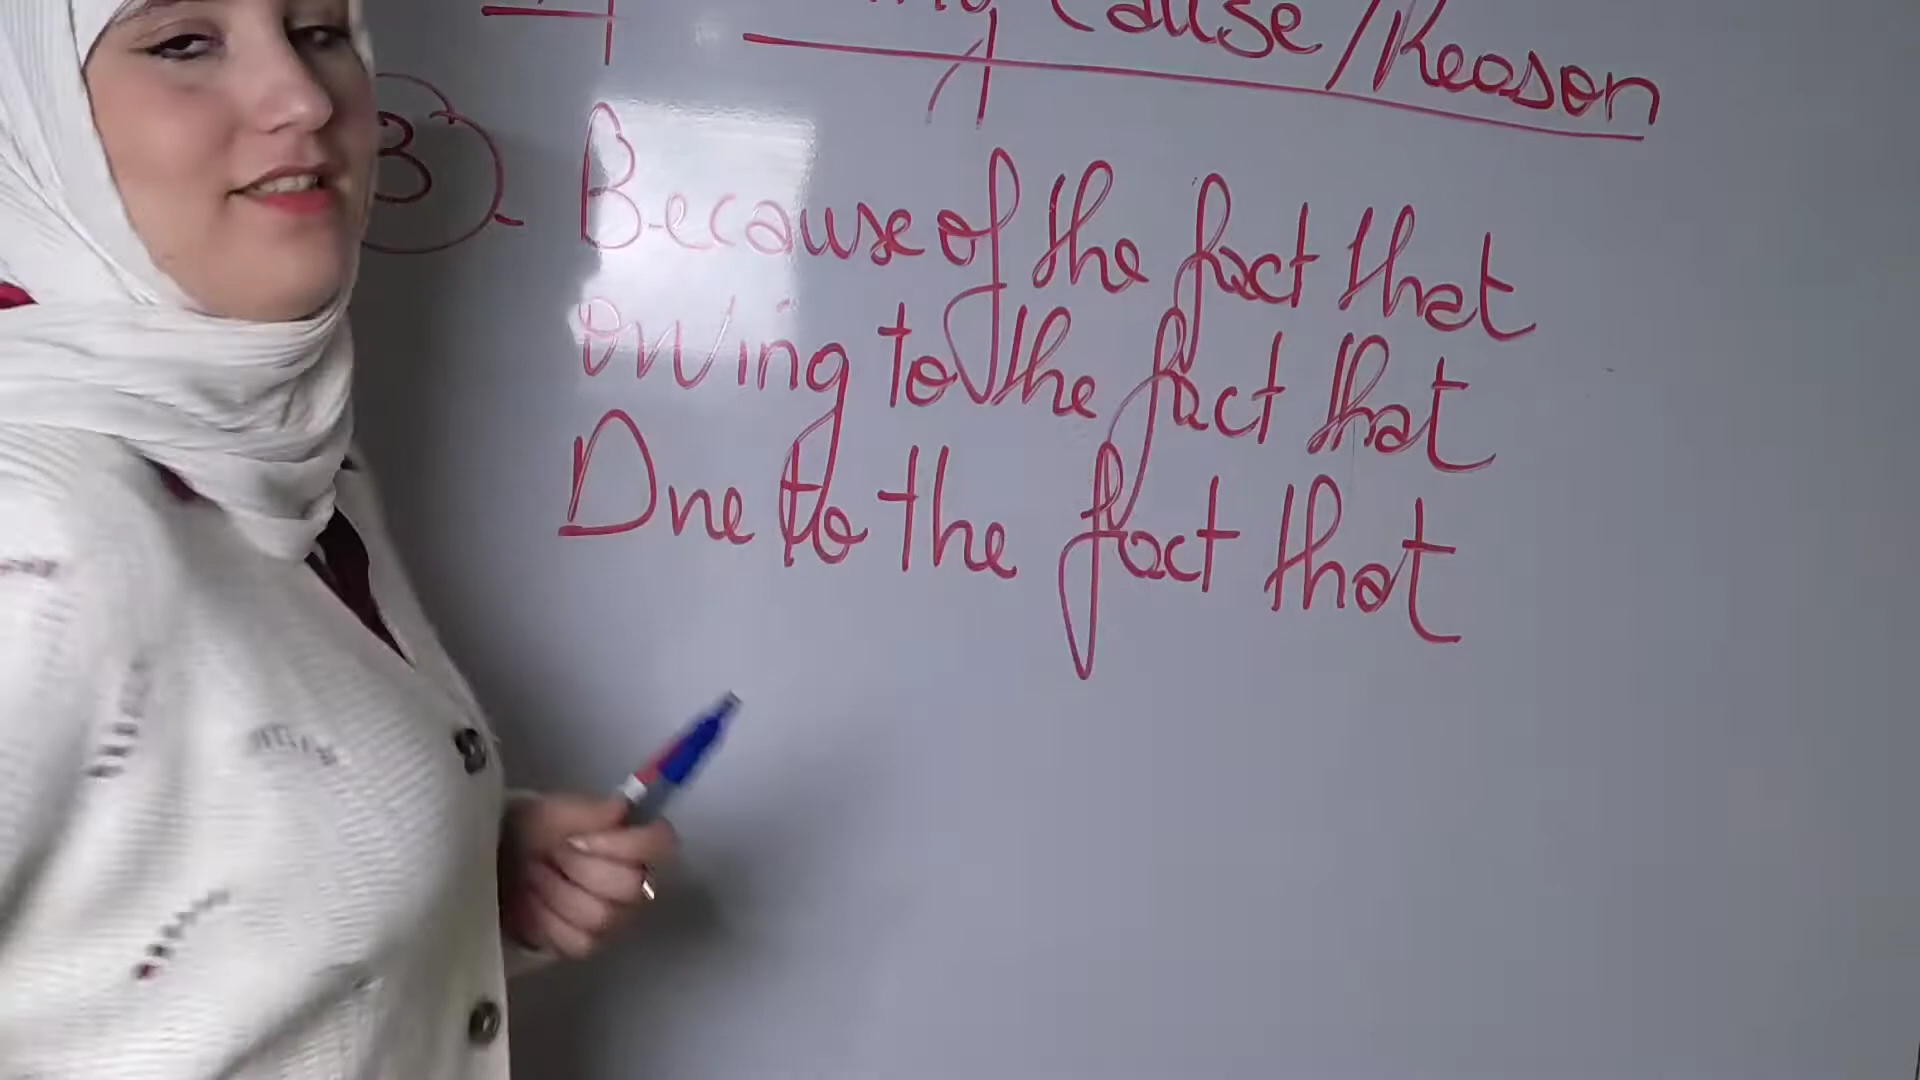 Cause/Reason
3
Because of the fact that
owing to the fact that
Due to the fact that